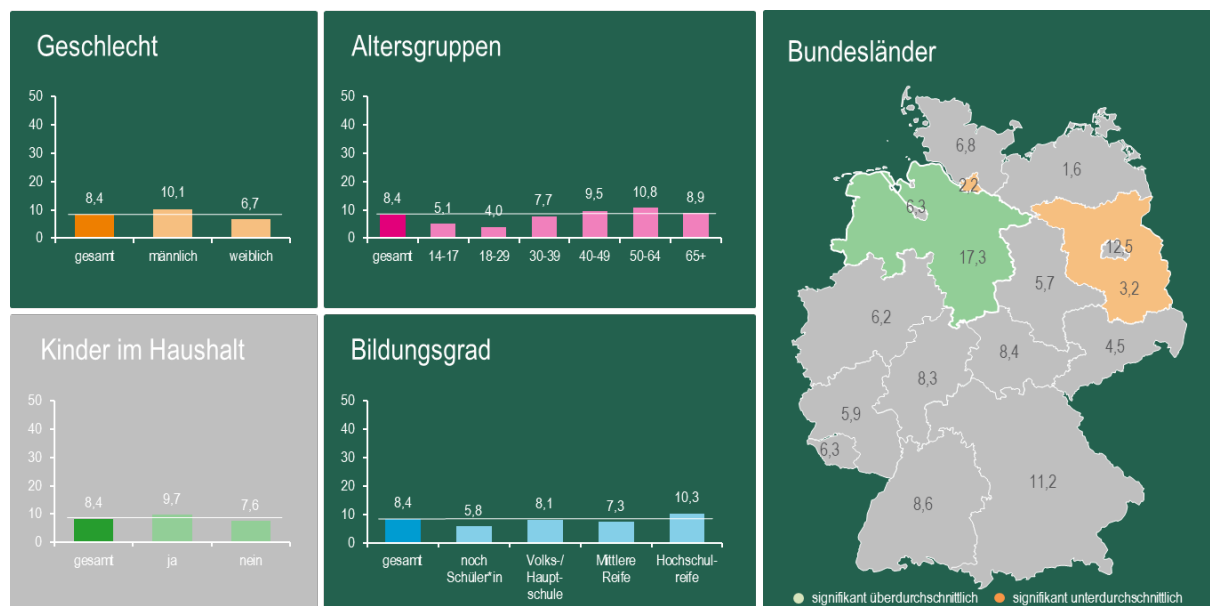 Geschlecht
50
40
30
20
10
0
8,4
10,1
6,7
gesamt
männlich
weiblich
Altersgruppen
50
40
30
20
10
0
8,4
5,1
4,0
7,7
9,5
10,8
8,9
gesamt
14-17
18-29
30-39
40-49
50-64
65+
Kinder im Haushalt
50
40
30
20
10
0
8,4
9,7
7,6
gesamt
ja
nein
Bildungsgrad
50
40
30
20
10
0
8,4
5,8
8,1
7,3
10,3
gesamt
noch
Schüler*in
Volks-/
Haupt-
schule
Mittlere
Reife
Hochschul-
reife
Bundesländer
6,8
1,6
2,2
6,3
12,5
17,3
5,7
3,2
6,2
4,5
8,4
8,3
5,9
6,3
11,2
8,6
signifikant überdurchschnittlich
signifikant unterdurchschnittlich